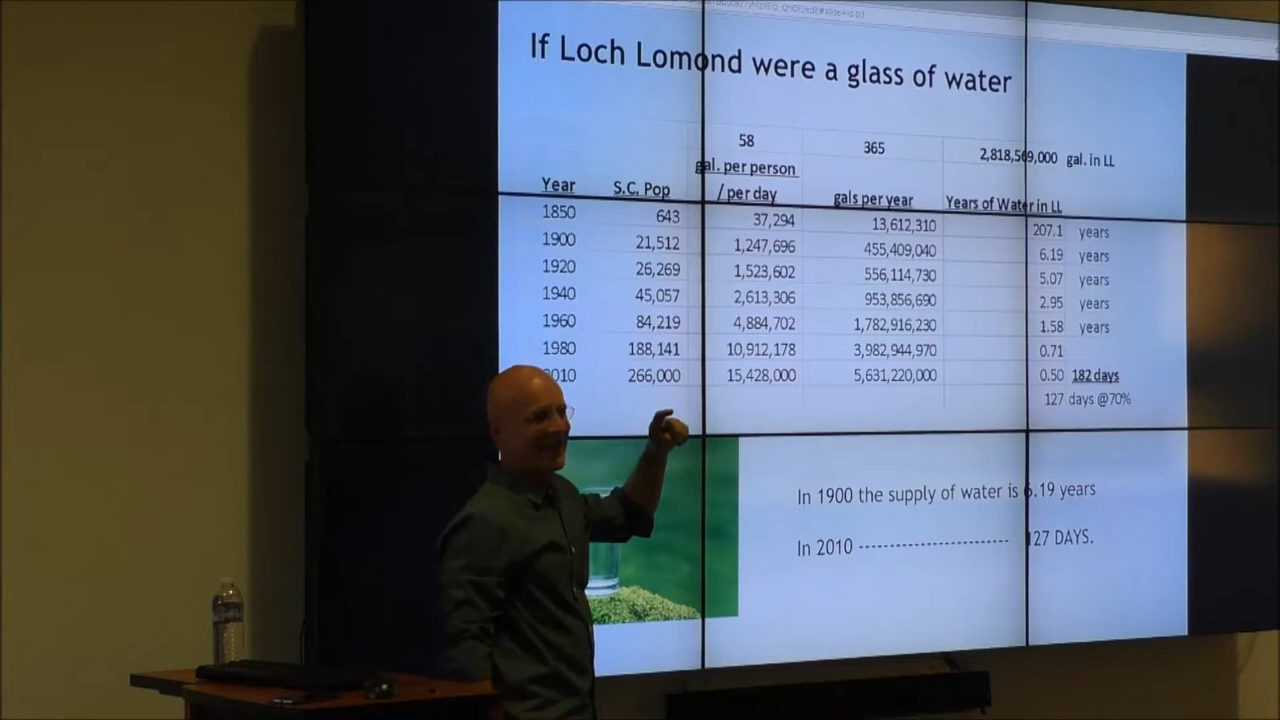 If Loch Lomond were a glass of water
58 365 2,818,569,000 gal. in LL
gal. per person
Year S.C. Pop / per day gals per year Years of Water in LL
1850 643 37,294 13,612,310 207.1 years
1900 21,512 1,247,696 455,409,040 6.19 years
1920 26,269 1,523,602 556,114,730 5.07 years
1940 45,057 2,613,306 953,856,690 2.95 years
1960 84,219 4,884,702 1,782,916,230 1.58 years
1980 188,141 10,912,178 3,982,944,970 0.71
2010 266,000 15,428,000 5,631,220,000 0.50 182 days
127 days @70%
In 1900 the supply of water is 6.19 years
In 2010 ---------------------- 127 DAYS.